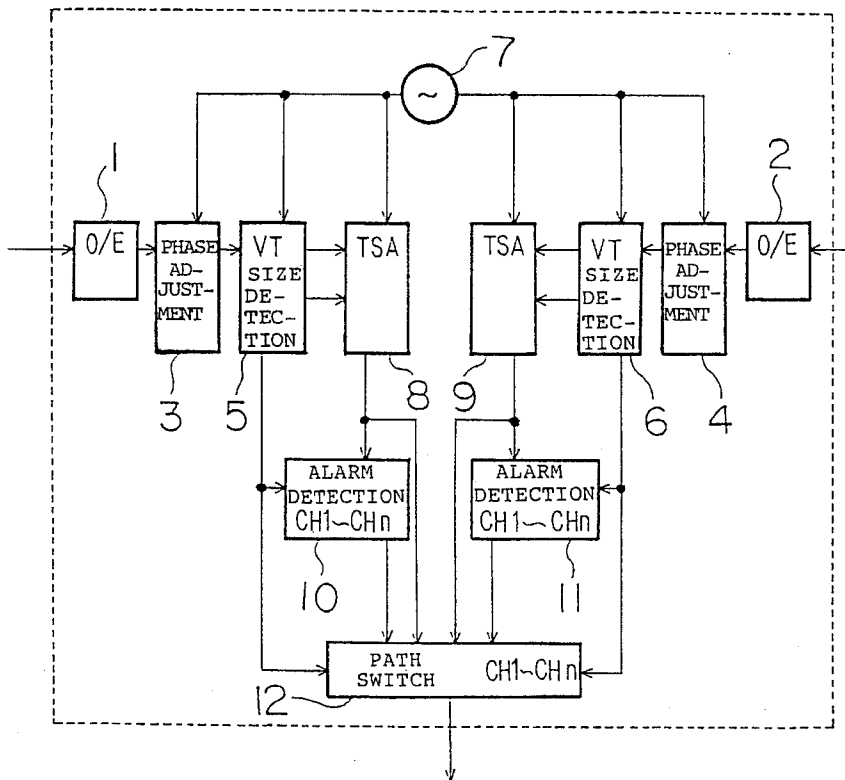 7
~
1
2
O/E
PHASE
AD-
JUST-
MENT
VT
SIZE
DE-
TEC-
TION
TSA
TSA
VT
SIZE
DE-
TEC-
TION
PHASE
AD-
JUST-
MENT
O/E
3
5
8
9
6
4
ALARM
DETECTION
CH1~CHn
ALARM
DETECTION
CH1~CHn
10
11
PATH
SWITCH
CH1~CHn
12